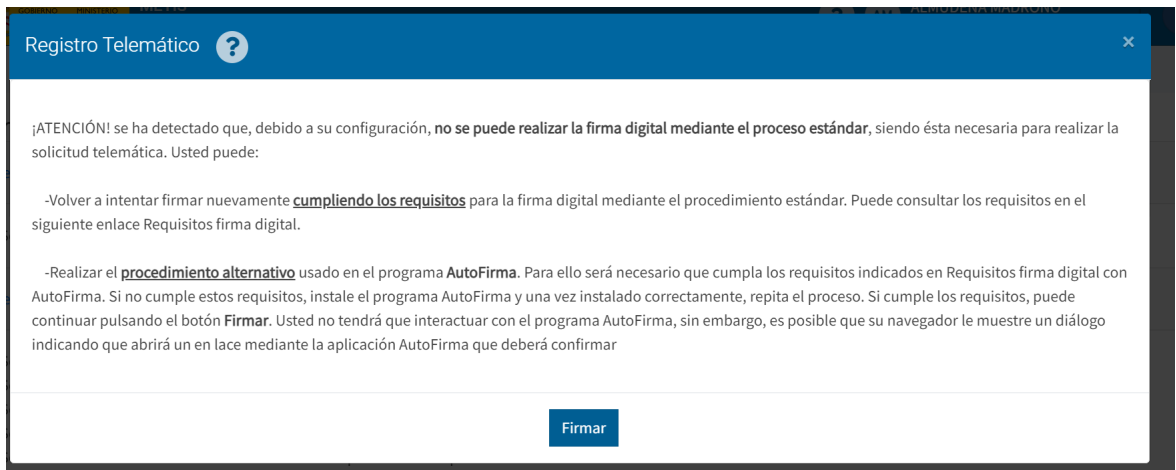 GOBIERNO MINISTERIO METIS
ALMUDENA MADROÑO
Registro Telemático ?
×
¡ATENCIÓN! se ha detectado que, debido a su configuración, no se puede realizar la firma digital mediante el proceso estándar, siendo ésta necesaria para realizar la
solicitud telemática. Usted puede:
-Volver a intentar firmar nuevamente cumpliendo los requisitos para la firma digital mediante el procedimiento estándar. Puede consultar los requisitos en el
siguiente enlace Requisitos firma digital.
-Realizar el procedimiento alternativo usado en el programa AutoFirma. Para ello será necesario que cumpla los requisitos indicados en Requisitos firma digital con
AutoFirma. Si no cumple estos requisitos, instale el programa AutoFirma y una vez instalado correctamente, repita el proceso. Si cumple los requisitos, puede
continuar pulsando el botón Firmar. Usted no tendrá que interactuar con el programa AutoFirma, sin embargo, es posible que su navegador le muestre un diálogo
indicando que abrirá un en lace mediante la aplicación AutoFirma que deberá confirmar
Firmar